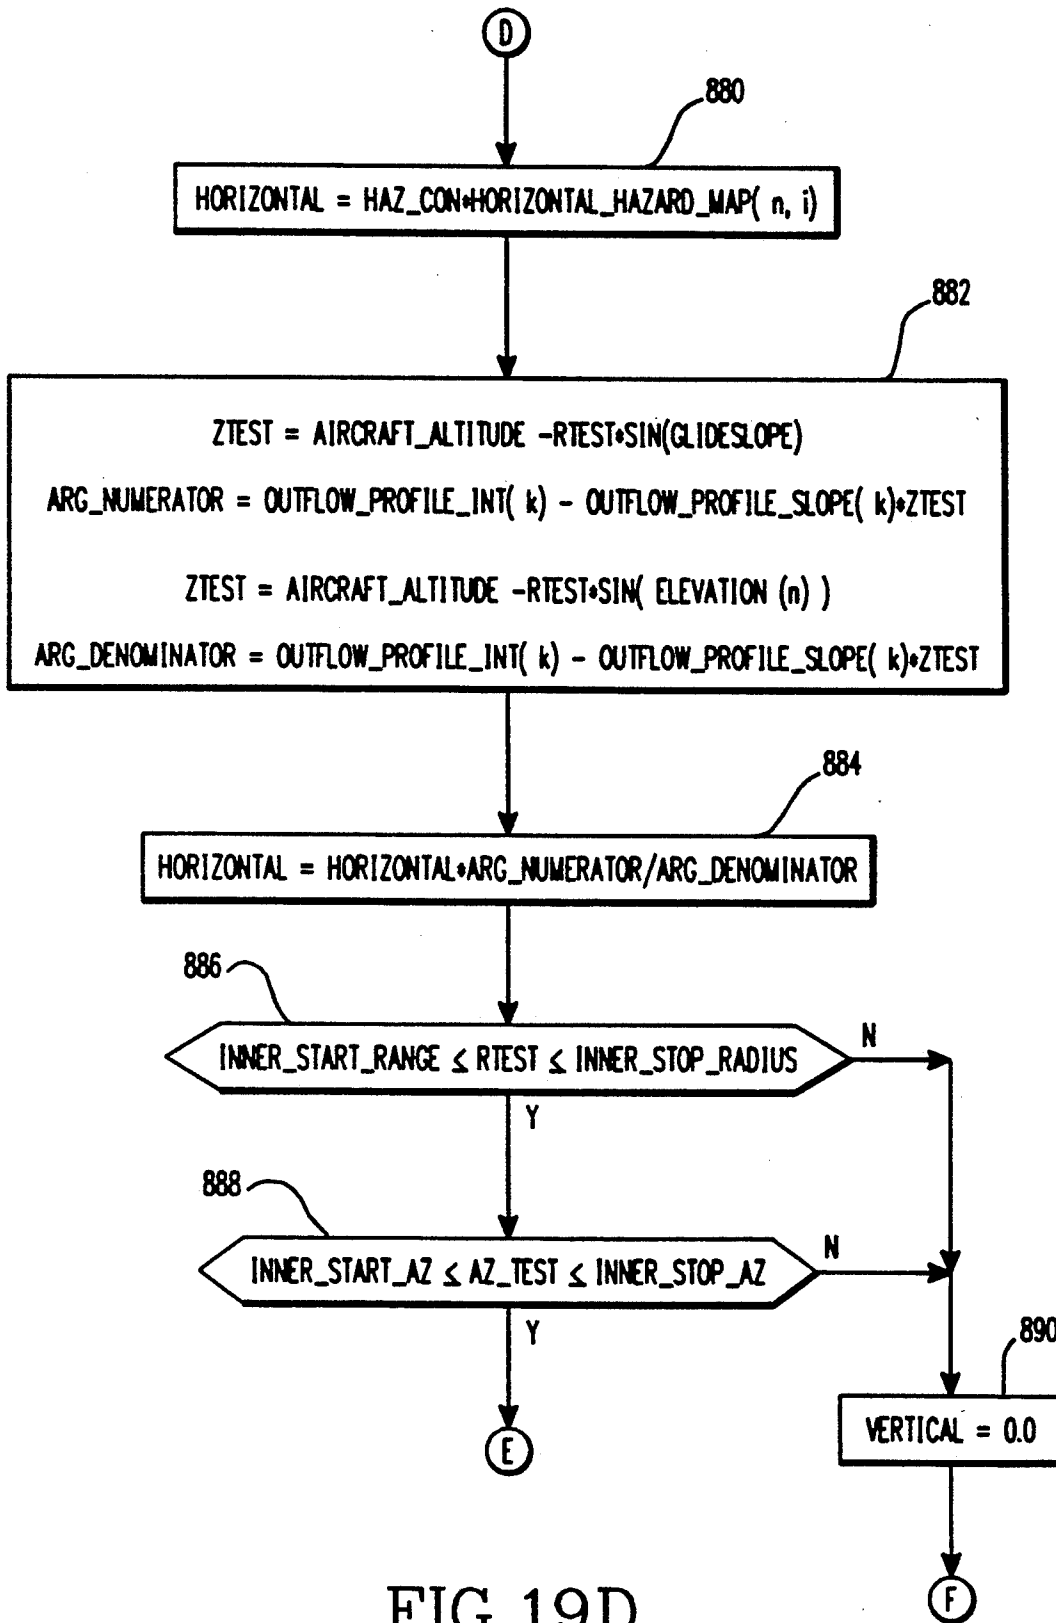 D
880
HORIZONTAL = HAZ_CON*HORIZONTAL_HAZARD_MAP( n, i)
882
ZTEST = AIRCRAFT_ALTITUDE -RTEST*SIN(GLIDESLOPE)
ARG_NUMERATOR = OUTFLOW_PROFILE_INT( k) - OUTFLOW_PROFILE_SLOPE( k)*ZTEST
ZTEST = AIRCRAFT_ALTITUDE -RTEST*SIN( ELEVATION (n) )
ARG_DENOMINATOR = OUTFLOW_PROFILE_INT( k) - OUTFLOW_PROFILE_SLOPE( k)*ZTEST
884
HORIZONTAL = HORIZONTAL*ARG_NUMERATOR/ARG_DENOMINATOR
886
INNER_START_RANGE ≤ RTEST ≤ INNER_STOP_RADIUS
N
Y
888
INNER_START_AZ ≤ AZ_TEST ≤ INNER_STOP_AZ
N
Y
890
VERTICAL = 0.0
E
F
FIG. 19D